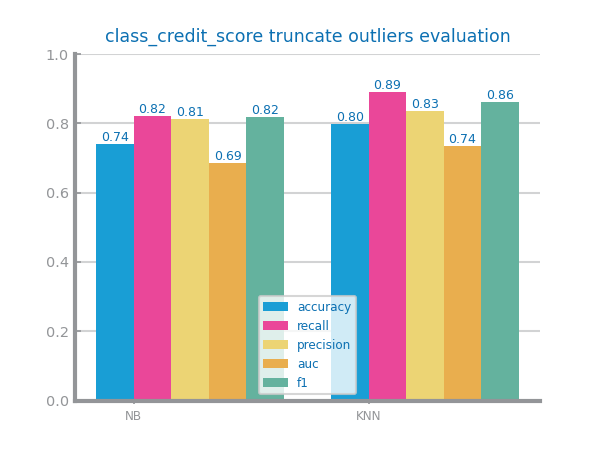 class_credit_score truncate outliers evaluation
1.0
0.8
0.6
0.4
0.2
0.0
0.74
0.82
0.81
0.69
0.82
0.80
0.89
0.83
0.74
0.86
accuracy
recall
precision
auc
f1
NB
KNN